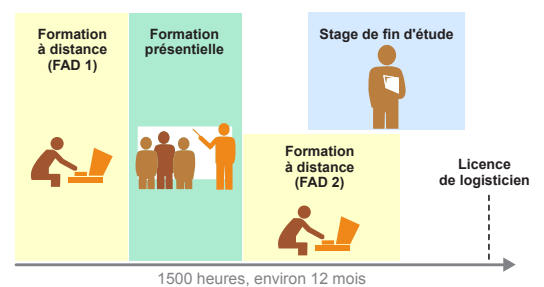 Formation
à distance
(FAD 1)
Formation
présentielle
Stage de fin d'étude
Formation
à distance
(FAD 2)
Licence
de logisticien
1500 heures, environ 12 mois